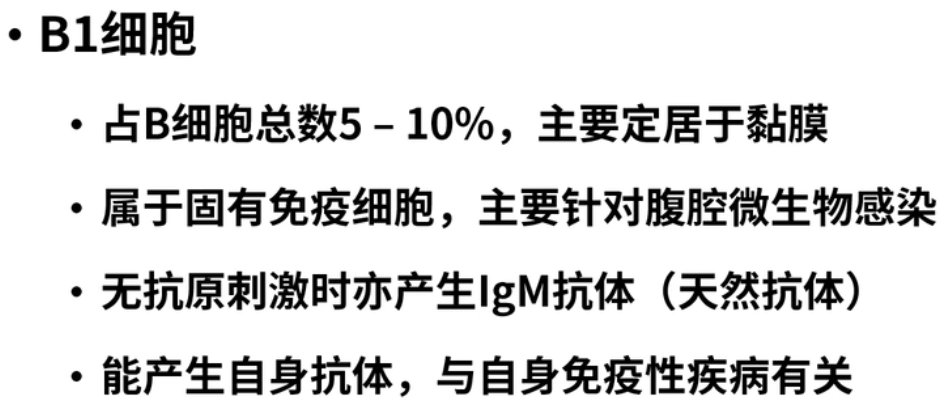 • B1细胞
• 占B细胞总数5 – 10%，主要定居于黏膜
• 属于固有免疫细胞，主要针对腹腔微生物感染
• 无抗原刺激时亦产生IgM抗体（天然抗体）
• 能产生自身抗体，与自身免疫性疾病有关